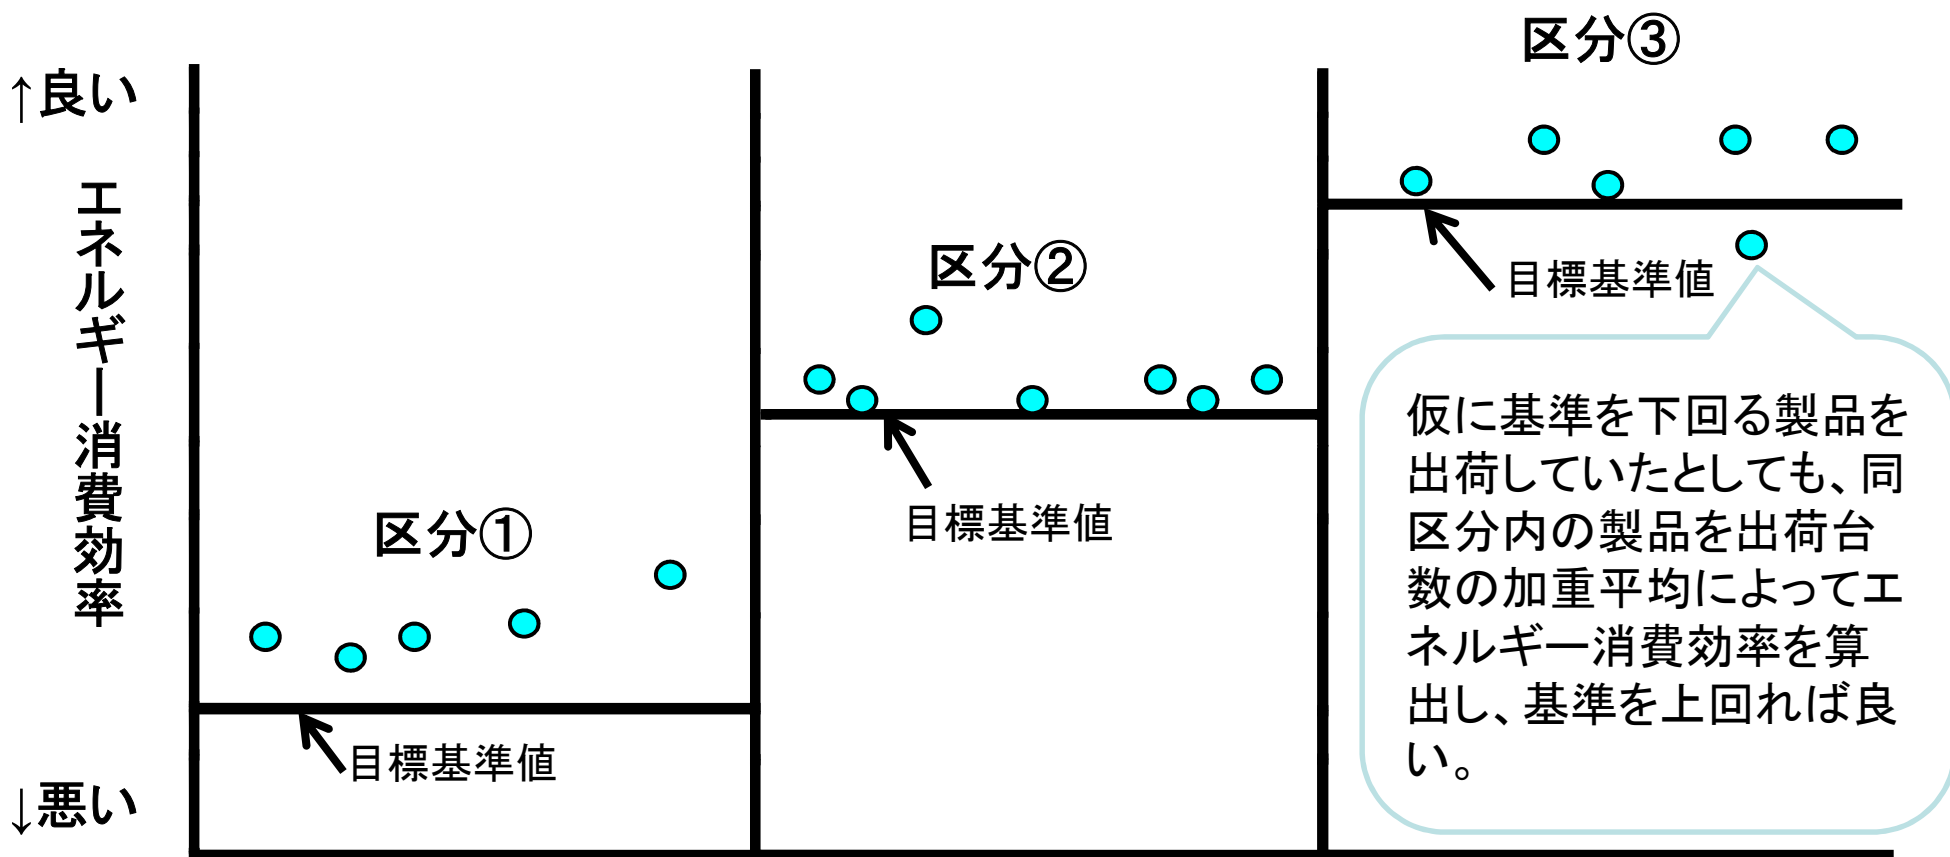 ↑良い
エネルギー消費効率
↓悪い
区分①
目標基準値
区分②
目標基準値
区分③
目標基準値
仮に基準を下回る製品を
出荷していたとしても、同
区分内の製品を出荷台
数の加重平均によってエ
ネルギー消費効率を算
出し、基準を上回れば良
い。